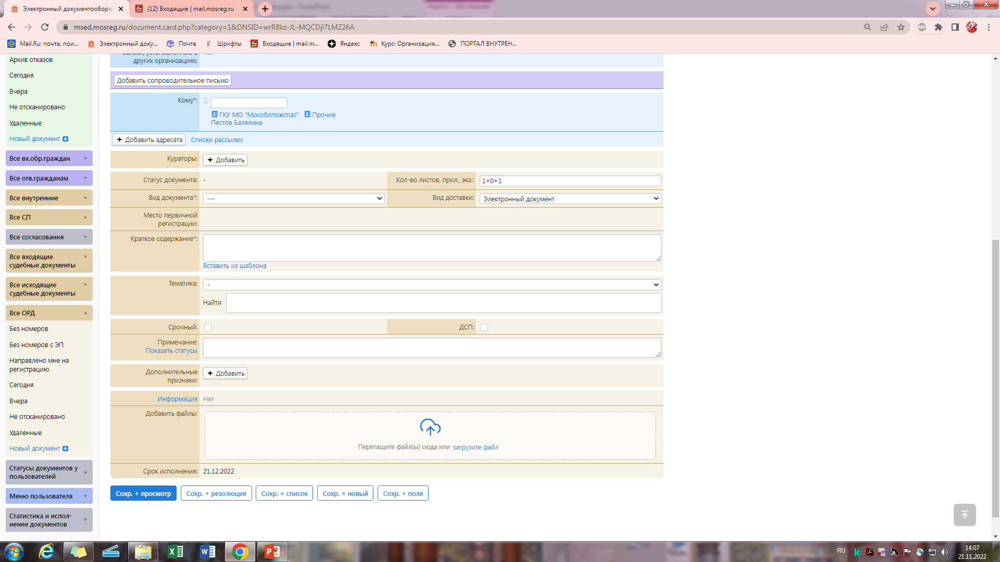 Электронный документооборот
(12) Входящие | mail.mosreg.ru
msed.mosreg.ru/document.card.php?category=1&DNSID=wrRBkz-JL-MQCDjI7LMZ26A
ABP
Mail.Ru: почта, пои...
Электронный доку...
Почта
F Шрифты
Входящие | mail.m...
Яндекс
Курс: Организация...
ПОРТАЛ ВНУТРЕН...
Архив отказов
Сегодня
Вчера
Не отсканировано
Удаленные
Новый документ
Все вх.обр.граждан
Все отв.гражданам
Все внутренние
Все СП
Все согласования
Все входящие
судебные документы
Все исходящие
судебные документы
Все ОРД
Без номеров
Без номеров с ЭП
Направлено мне на
регистрацию
Сегодня
Вчера
Не отсканировано
Удаленные
Новый документ
Статусы документов у
пользователей
Меню пользователя
Статистика и испол-
нение документов
Связки, установленные в
других организациях:
Нет
Добавить сопроводительное письмо
Кому*:
ГКУ МО "Мособлпожспас" Прочие
Пестов Балялина
+ Добавить адресата Списки рассылки
Кураторы: + Добавить
Статус документа: -
Кол-во листов, прил., экз.: 1+0+1
Вид документа*: ---
Вид доставки: Электронный документ
Место первичной
регистрации:
Краткое содержание*:
Вставить из шаблона
Тематика: -
Найти
Срочный:
ДСП:
Примечание:
Показать статусы
Дополнительные
признаки:
+ Добавить
Информация Нет
Добавить файлы:
Перетащите файл(ы) сюда или загрузите файл
Срок исполнения: 21.12.2022
Сохр. + просмотр
Сохр. + резолюция
Сохр. + список
Сохр. + новый
Сохр. + поля
RU
14:07
21.11.2022